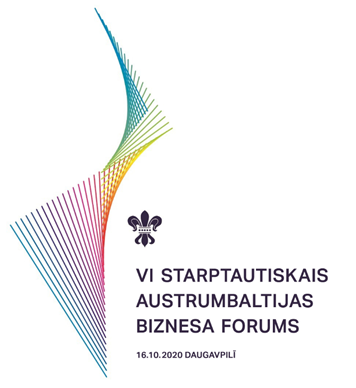 VI STARPTAUTISKAIS
AUSTRUMBALTIJAS
BIZNESA FORUMS
16.10.2020 DAUGAVPILĪ